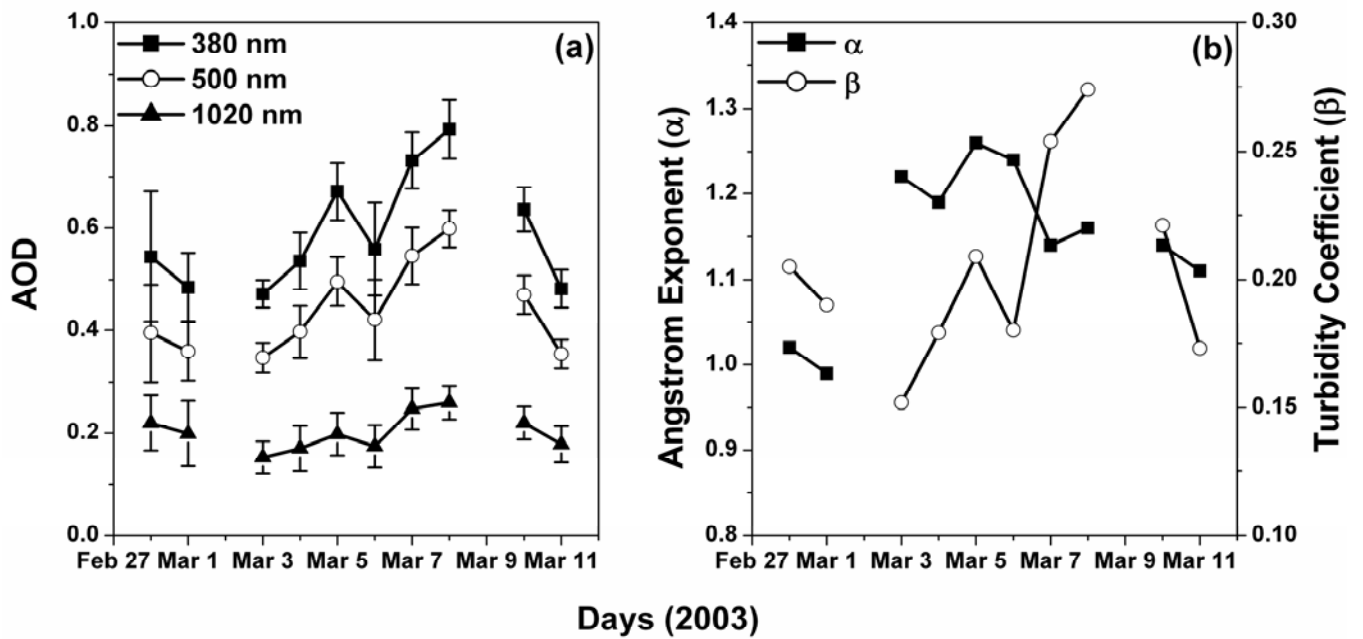 (a)
380 nm
500 nm
1020 nm
AOD
1.0
0.8
0.6
0.4
0.2
0.0
Feb 27 Mar 1 Mar 3 Mar 5 Mar 7 Mar 9 Mar 11
(b)
α
β
Angstrom Exponent (α)
1.4
1.3
1.2
1.1
1.0
0.9
0.8
Turbidity Coefficient (β)
0.30
0.25
0.20
0.15
0.10
Feb 27 Mar 1 Mar 3 Mar 5 Mar 7 Mar 9 Mar 11
Days (2003)